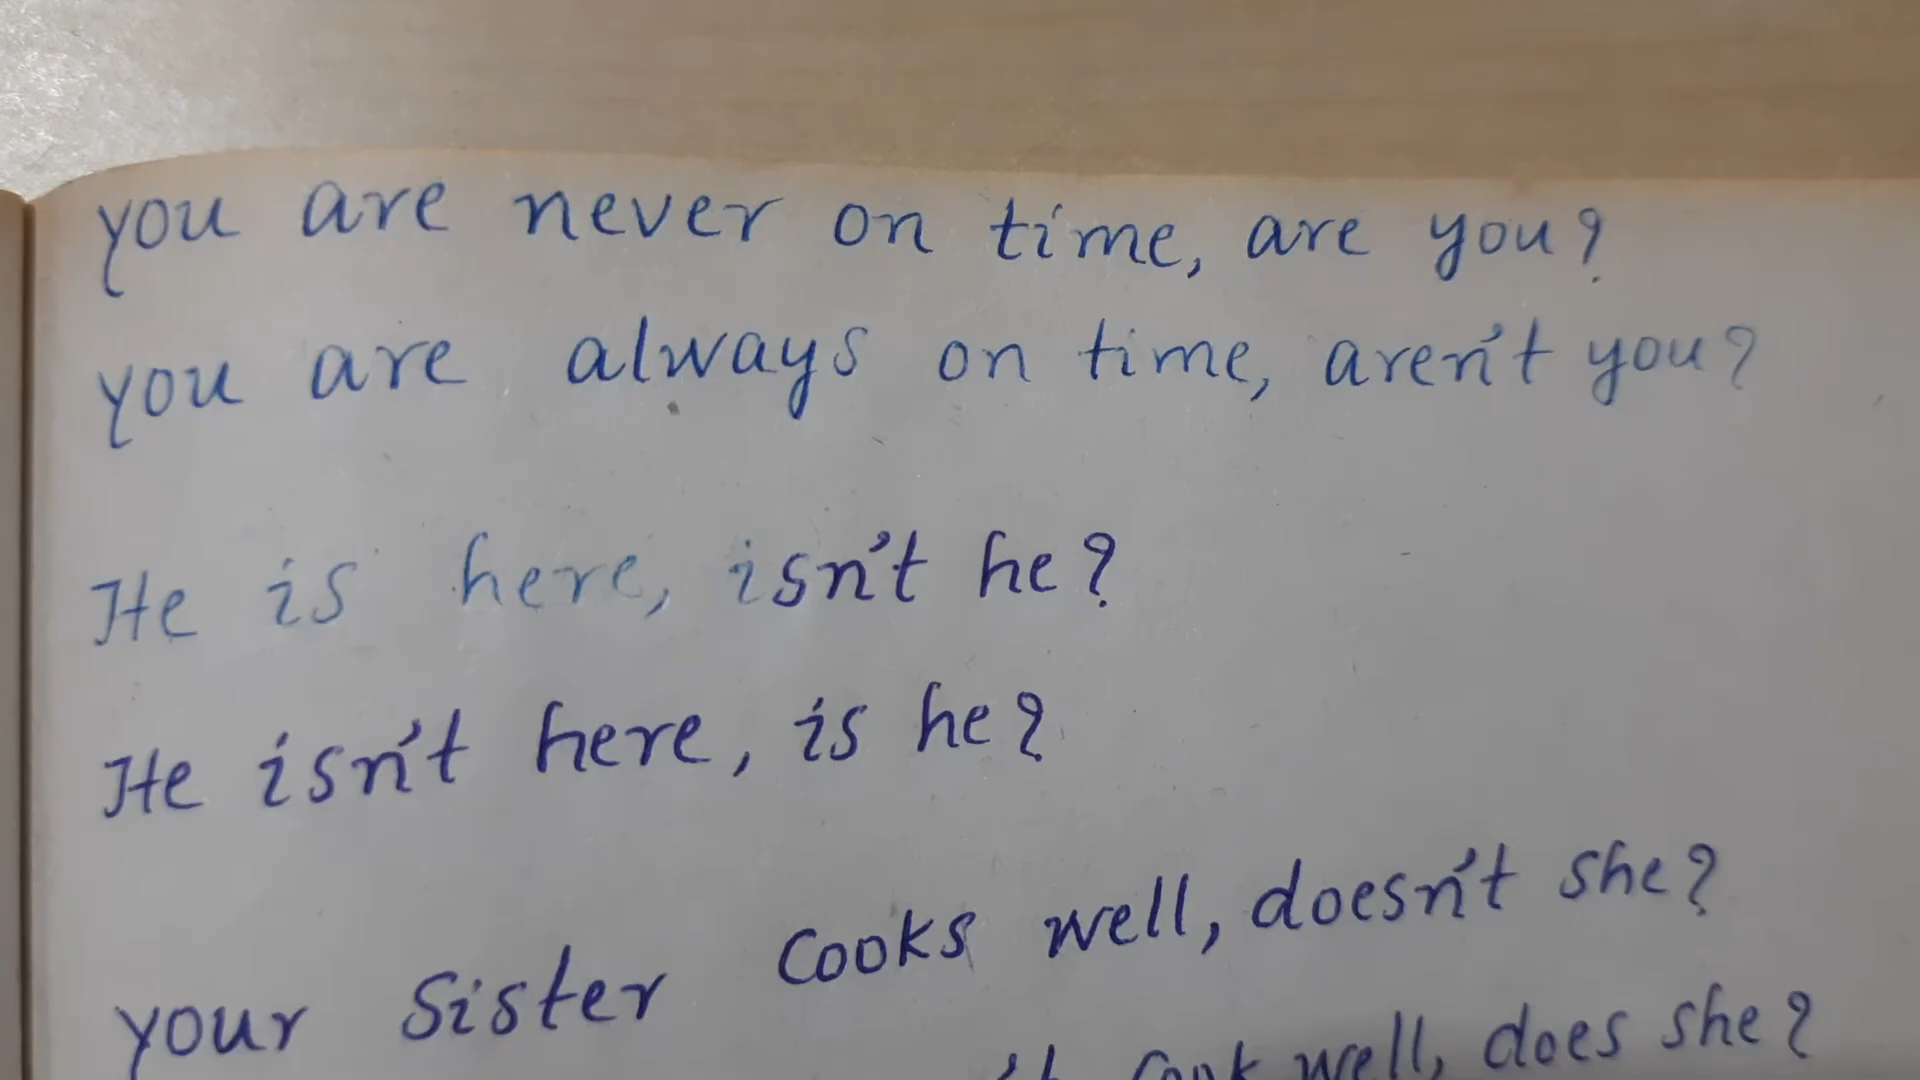 you are never on time, are you?
you are always on time, aren't you?
He is here, isn't he?
He isn't here, is he?
your Sister Cooks well, doesn't she?
Cook well, does she?